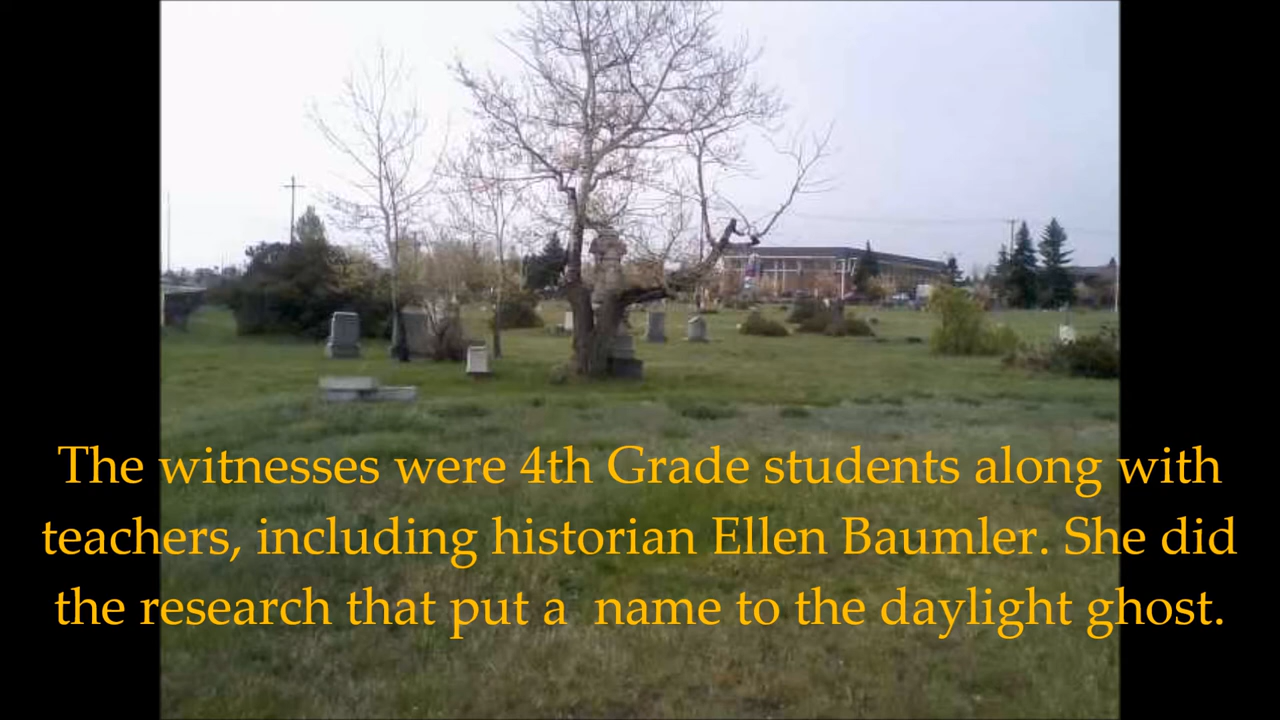 The witnesses were 4th Grade students along with
teachers, including historian Ellen Baumler. She did
the research that put a  name to the daylight ghost.